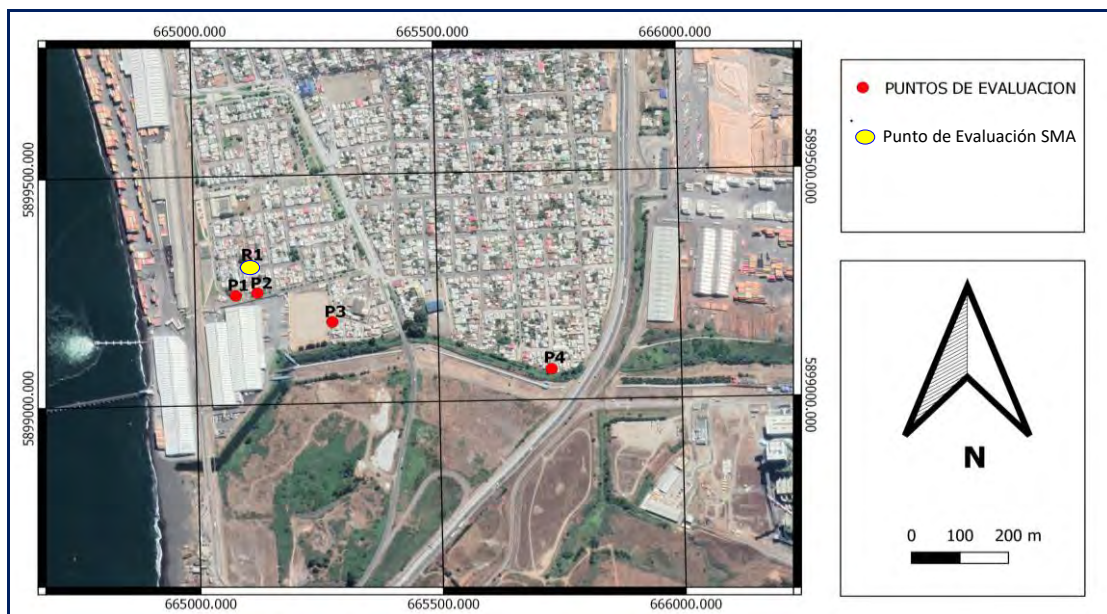 665000.000 665500.000 666000.000
5899500.000 5899500.000
5899000.000 5899000.000
R1
P1 P2
P3
P4
665000.000 665500.000 666000.000
PUNTOS DE EVALUACION
Punto de Evaluación SMA
N
0 100 200 m